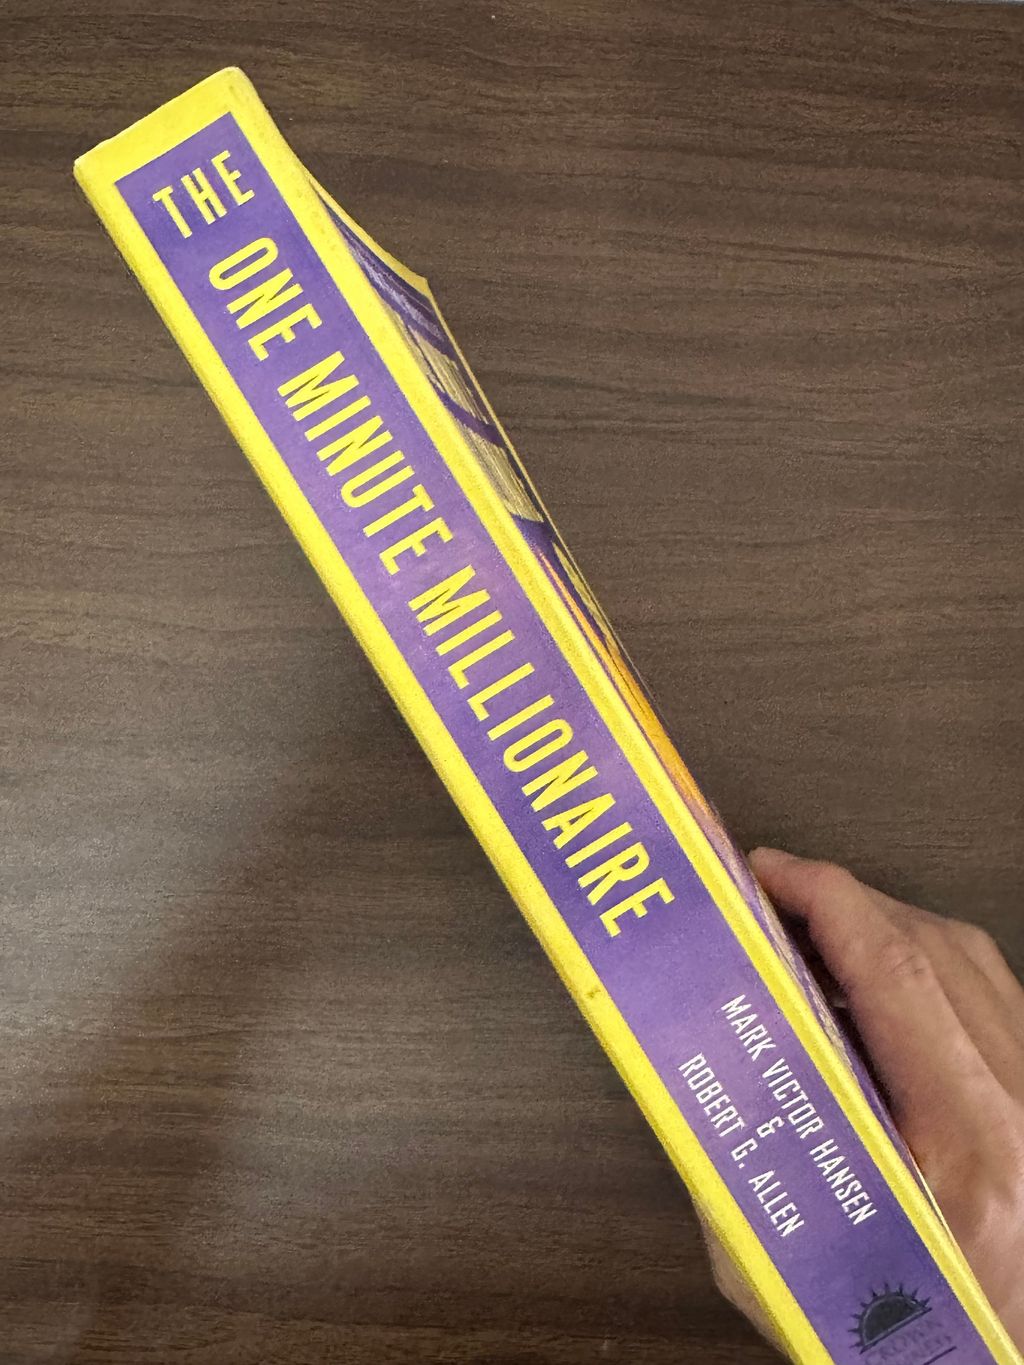 THE ONE MINUTE MILLIONAIRE
MARK VICTOR HANSEN
&
ROBERT G. ALLEN